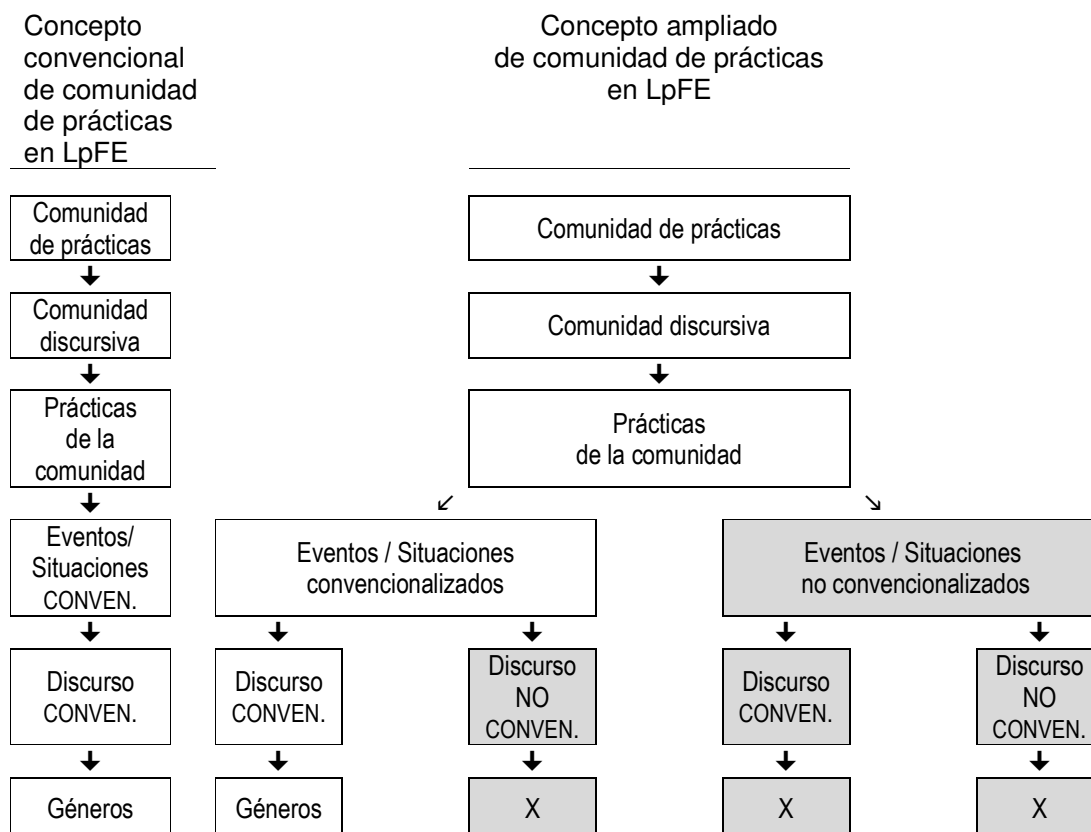 Concepto
convencional
de comunidad
de prácticas
en LpFE
Concepto ampliado
de comunidad de prácticas
en LpFE
Comunidad
de prácticas
Comunidad de prácticas
Comunidad
discursiva
Comunidad discursiva
Prácticas
de la
comunidad
Prácticas
de la comunidad
Eventos/
Situaciones
CONVEN.
Eventos / Situaciones
convencionalizados
Eventos / Situaciones
no convencionalizados
Discurso
CONVEN.
Discurso
CONVEN.
Discurso
NO
CONVEN.
Discurso
CONVEN.
Discurso
NO
CONVEN.
Géneros
Géneros
X
X
X